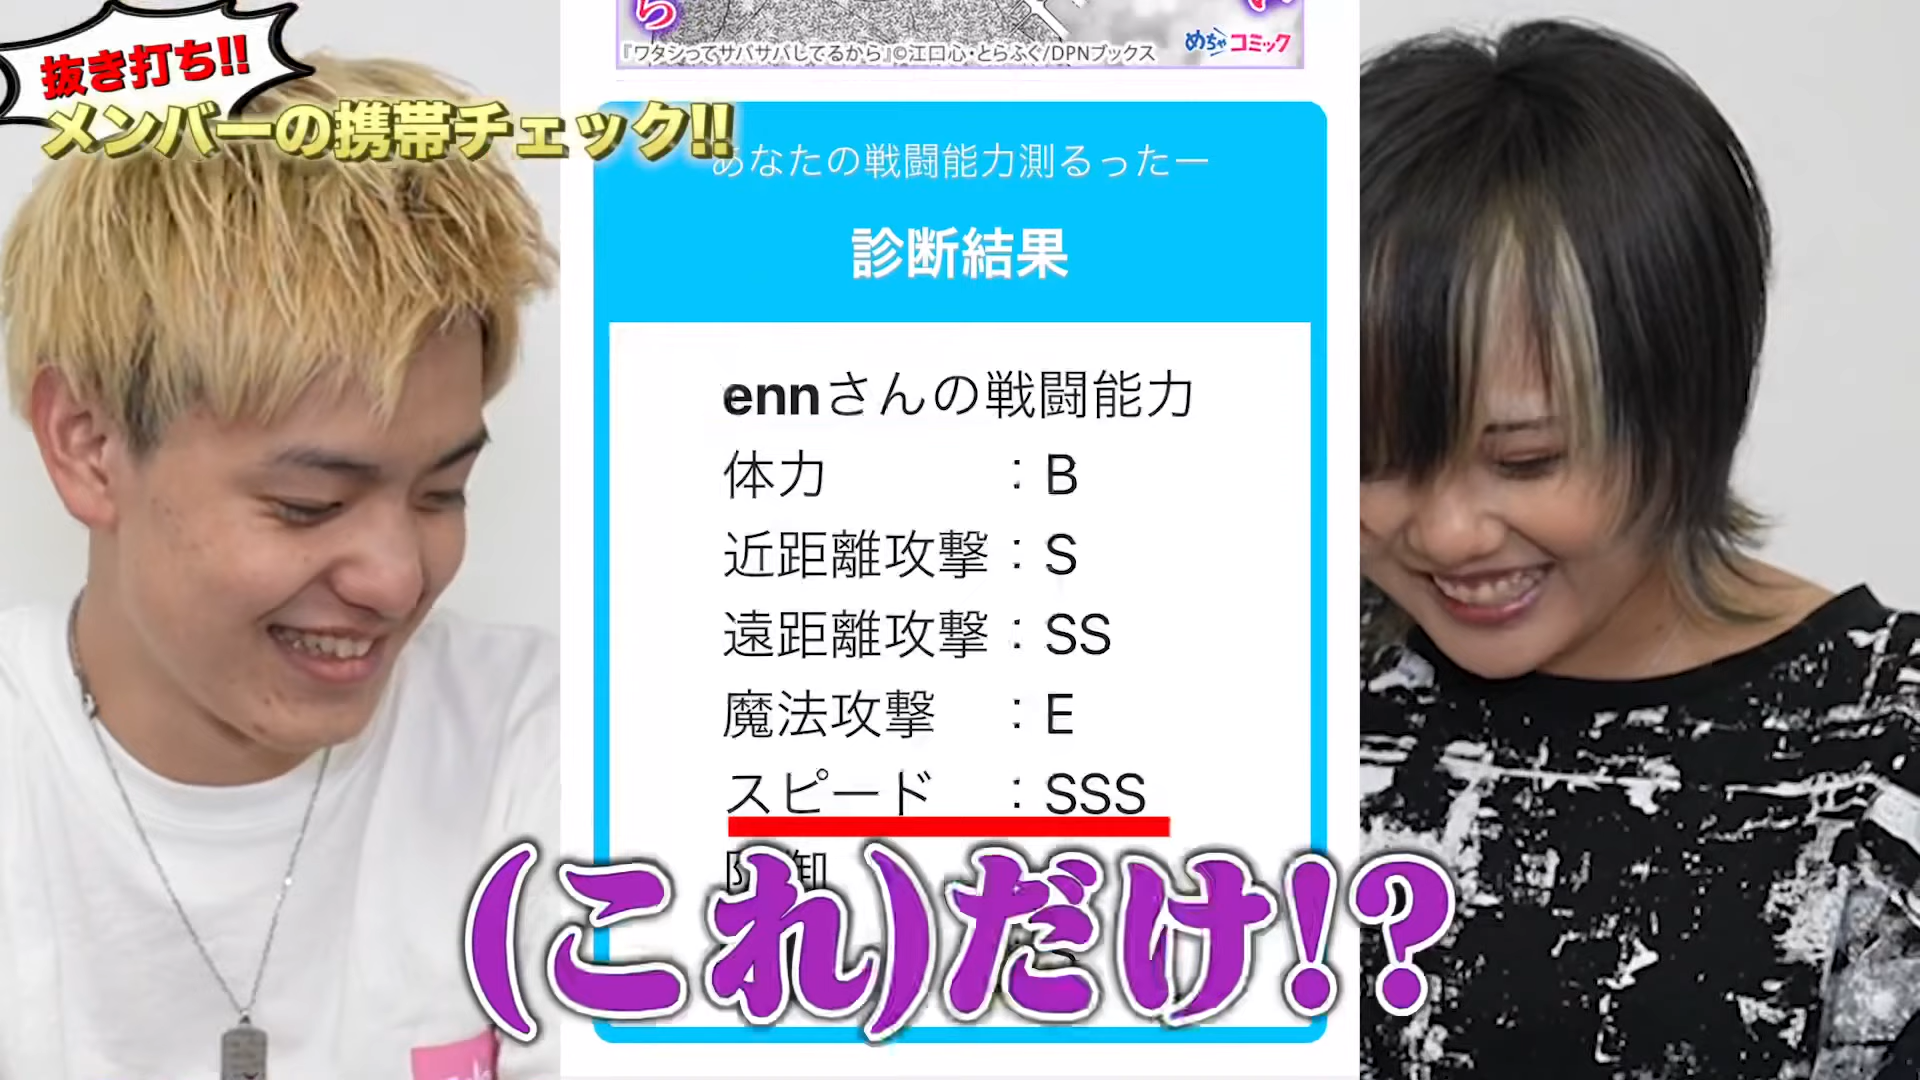 抜き打ち!!
メンバーの携帯チェック!!
ら
『ワタシってサバサバしてるから』©江口心・とらふぐ/DPNブックス
めちゃコミック
あなたの戦闘能力測るったー
診断結果
ennさんの戦闘能力
体力 : B
近距離攻撃 : S
遠距離攻撃 : SS
魔法攻撃 : E
スピード : SSS
防御
(これ)だけ!?